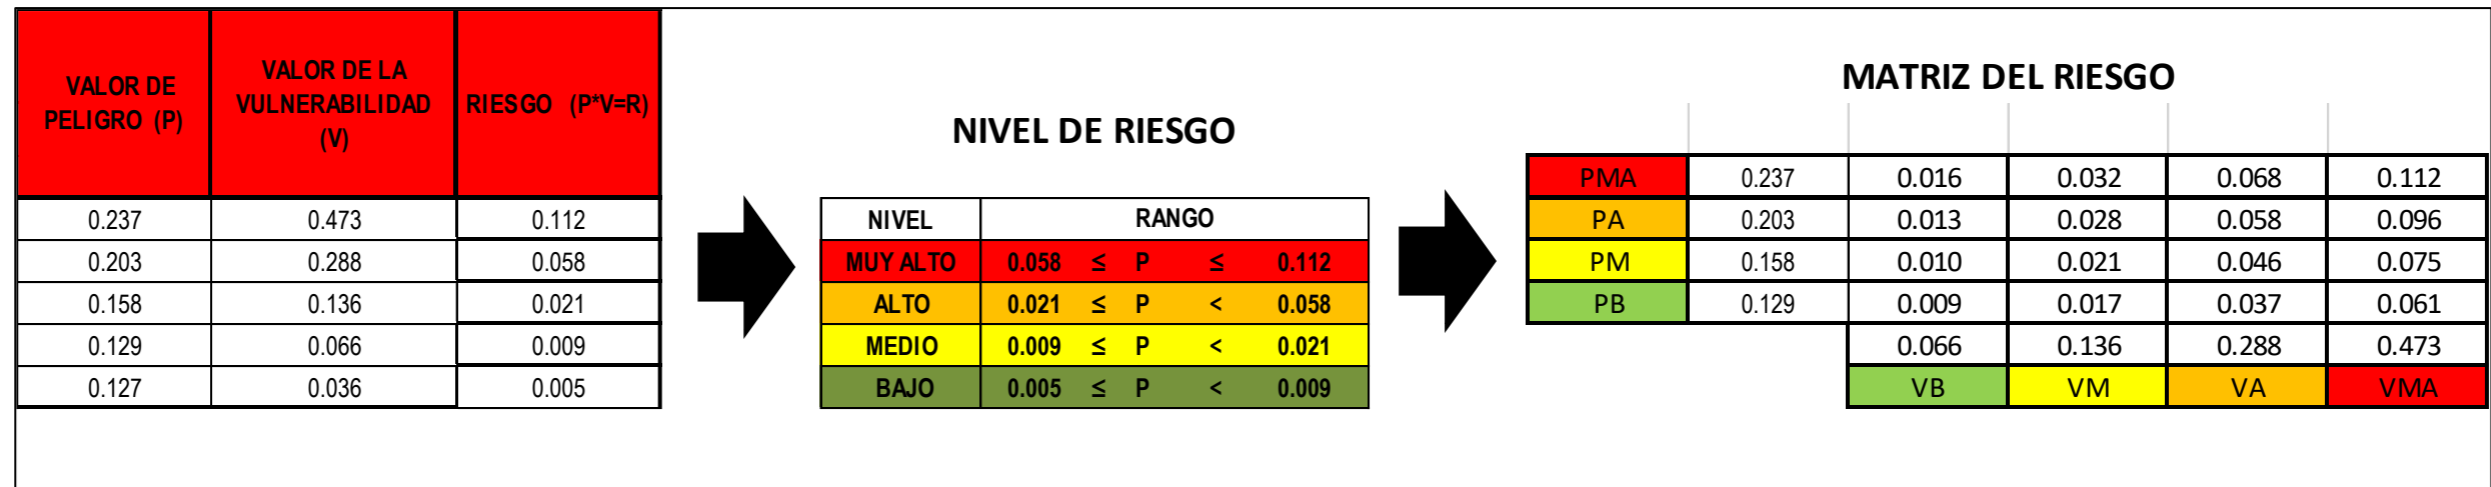 VALOR DE
PELIGRO (P)
VALOR DE LA
VULNERABILIDAD
(V)
RIESGO (P*V=R)
0.237 0.473 0.112
0.203 0.288 0.058
0.158 0.136 0.021
0.129 0.066 0.009
0.127 0.036 0.005
NIVEL DE RIESGO
NIVEL RANGO
MUY ALTO 0.058 ≤ P ≤ 0.112
ALTO 0.021 ≤ P < 0.058
MEDIO 0.009 ≤ P < 0.021
BAJO 0.005 ≤ P < 0.009
MATRIZ DEL RIESGO
PMA 0.237 0.016 0.032 0.068 0.112
PA 0.203 0.013 0.028 0.058 0.096
PM 0.158 0.010 0.021 0.046 0.075
PB 0.129 0.009 0.017 0.037 0.061
0.066 0.136 0.288 0.473
VB VM VA VMA